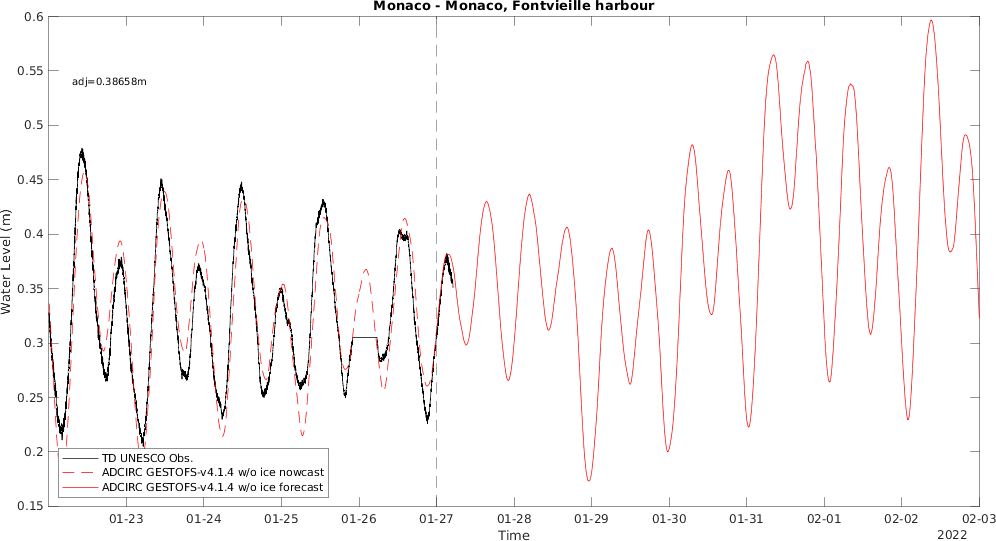 Monaco - Monaco, Fontvieille harbour
0.6
0.55
0.5
0.45
0.4
0.35
0.3
0.25
0.2
0.15
Water Level (m)
adj=0.38658m
TD UNESCO Obs.
ADCIRC GESTOFS-v4.1.4 w/o ice nowcast
ADCIRC GESTOFS-v4.1.4 w/o ice forecast
01-23 01-24 01-25 01-26 01-27 01-28 01-29 01-30 01-31 02-01 02-02 02-03
Time
2022